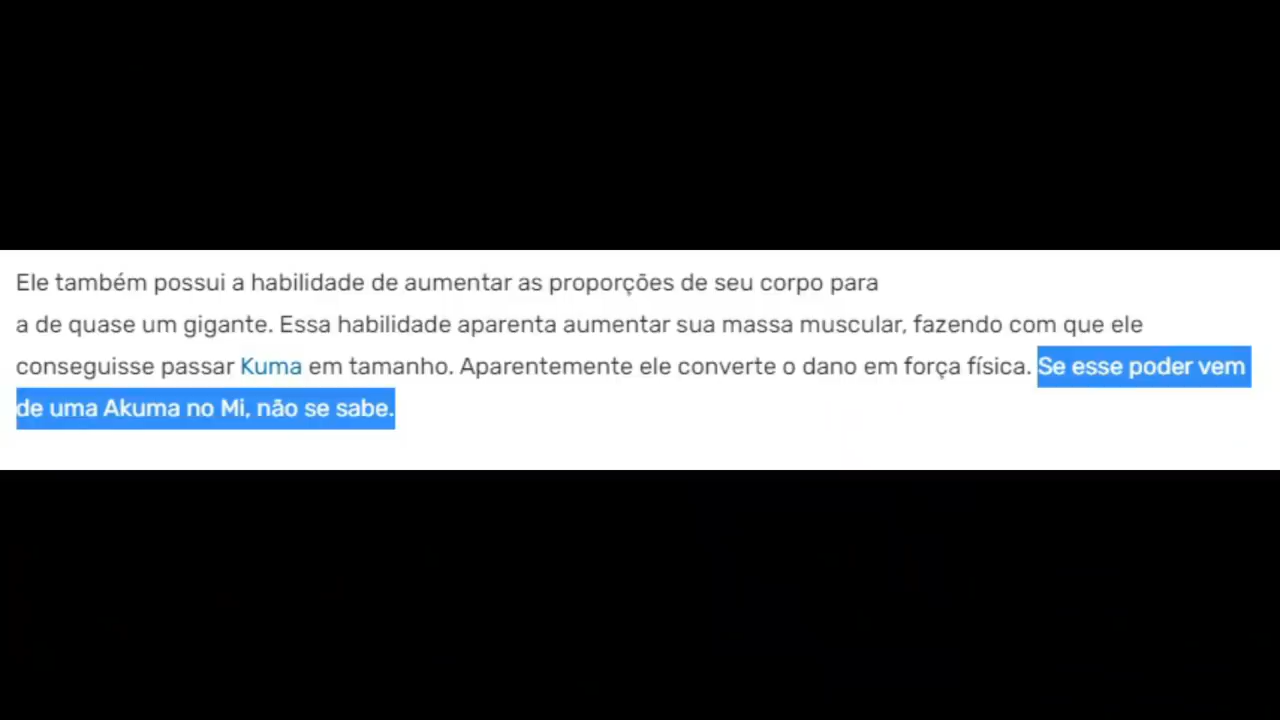 Ele também possui a habilidade de aumentar as proporções de seu corpo para
a de quase um gigante. Essa habilidade aparenta aumentar sua massa muscular, fazendo com que ele
conseguisse passar Kuma em tamanho. Aparentemente ele converte o dano em força física. Se esse poder vem
de uma Akuma no Mi, não se sabe.